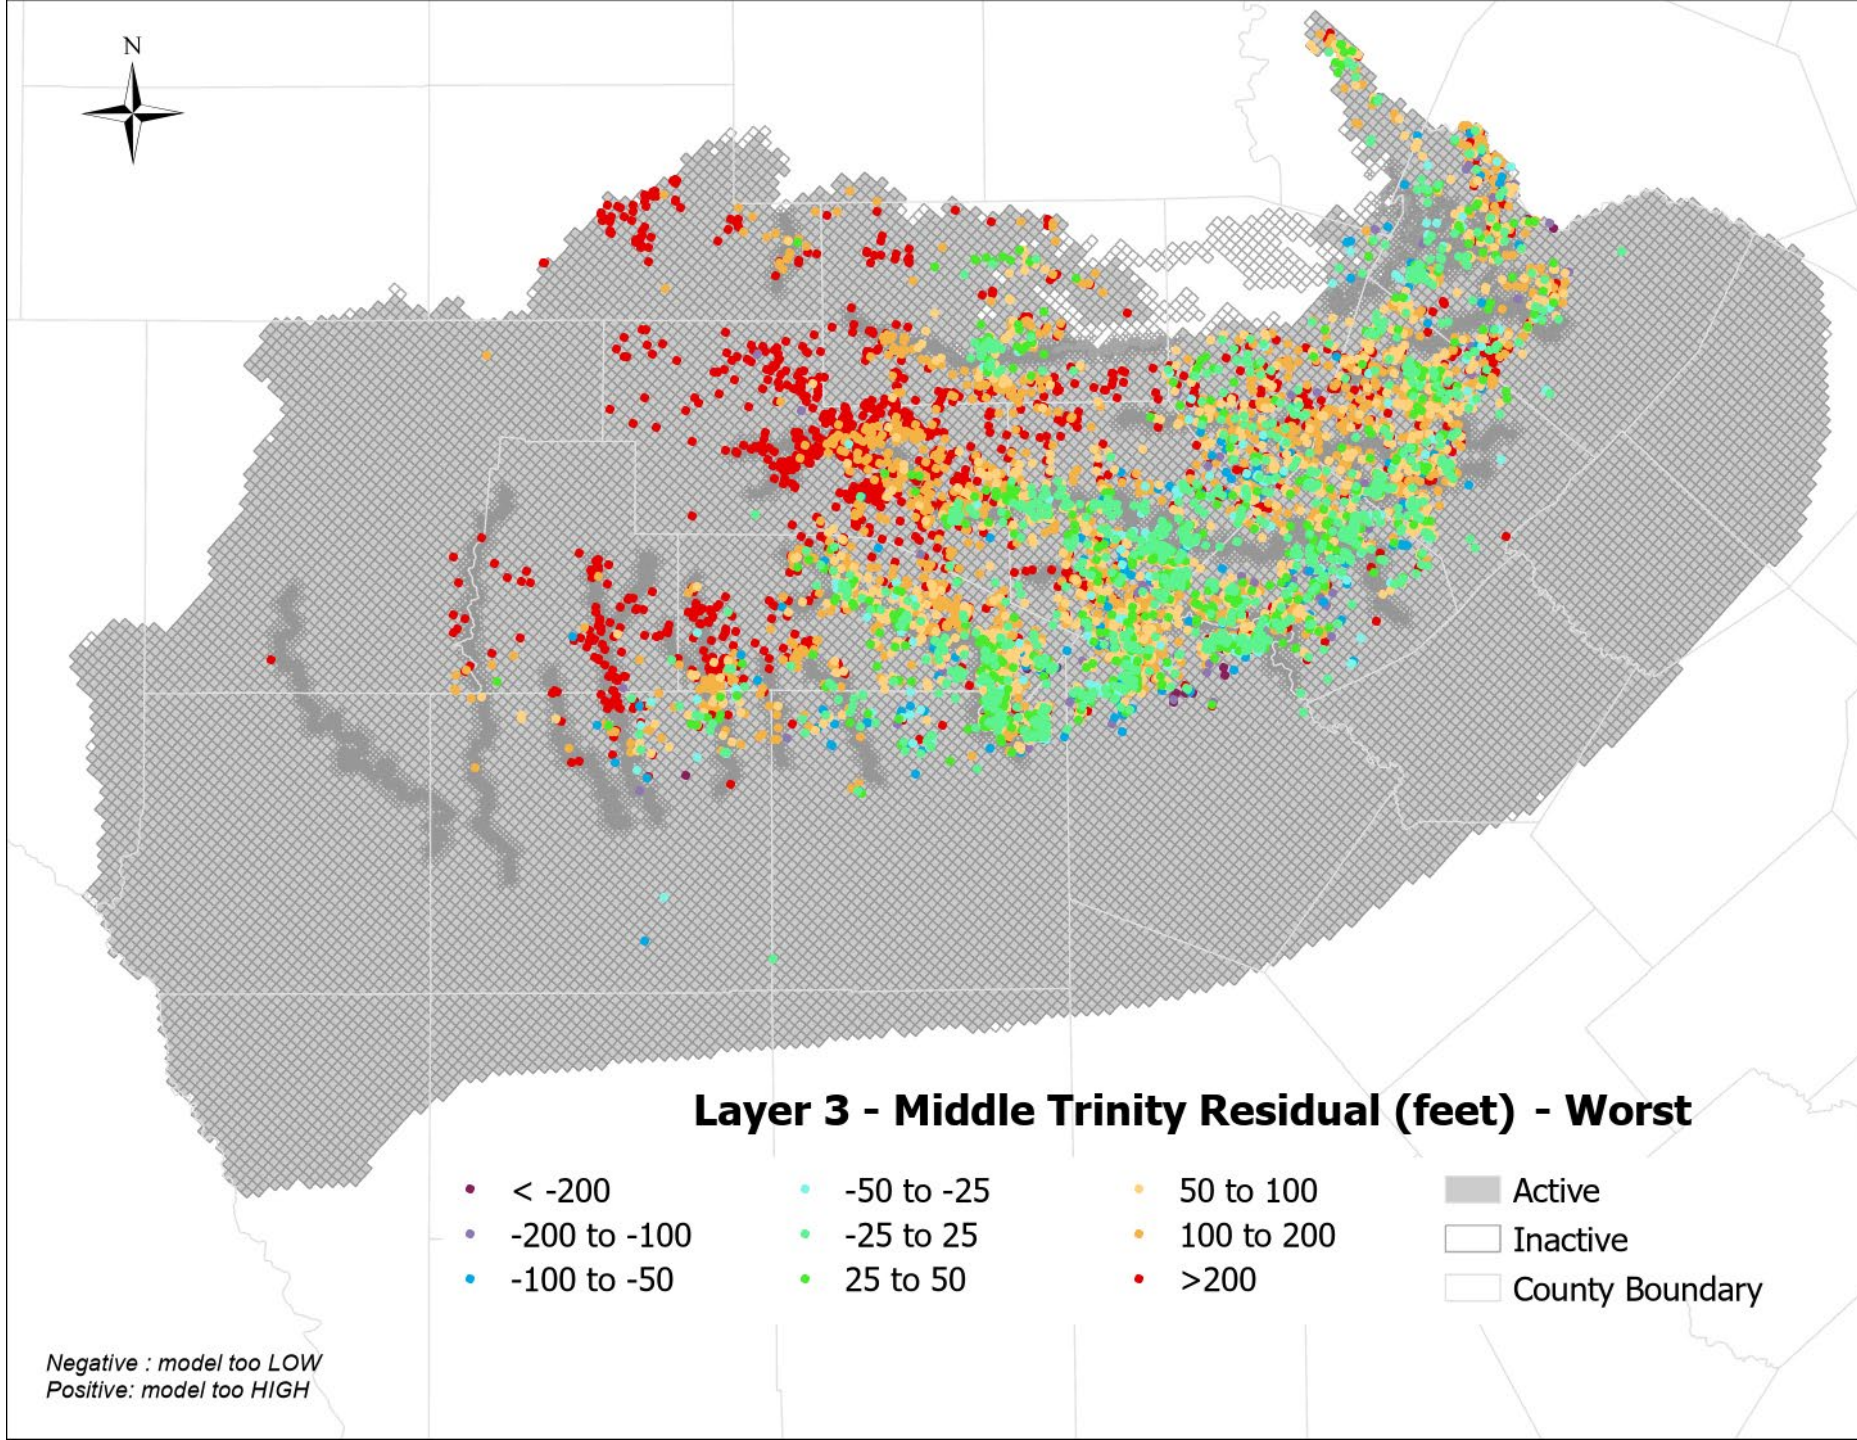 N
Layer 3 - Middle Trinity Residual (feet) - Worst
< -200
-200 to -100
-100 to -50
-50 to -25
-25 to 25
25 to 50
50 to 100
100 to 200
>200
Active
Inactive
County Boundary
Negative : model too LOW
Positive: model too HIGH